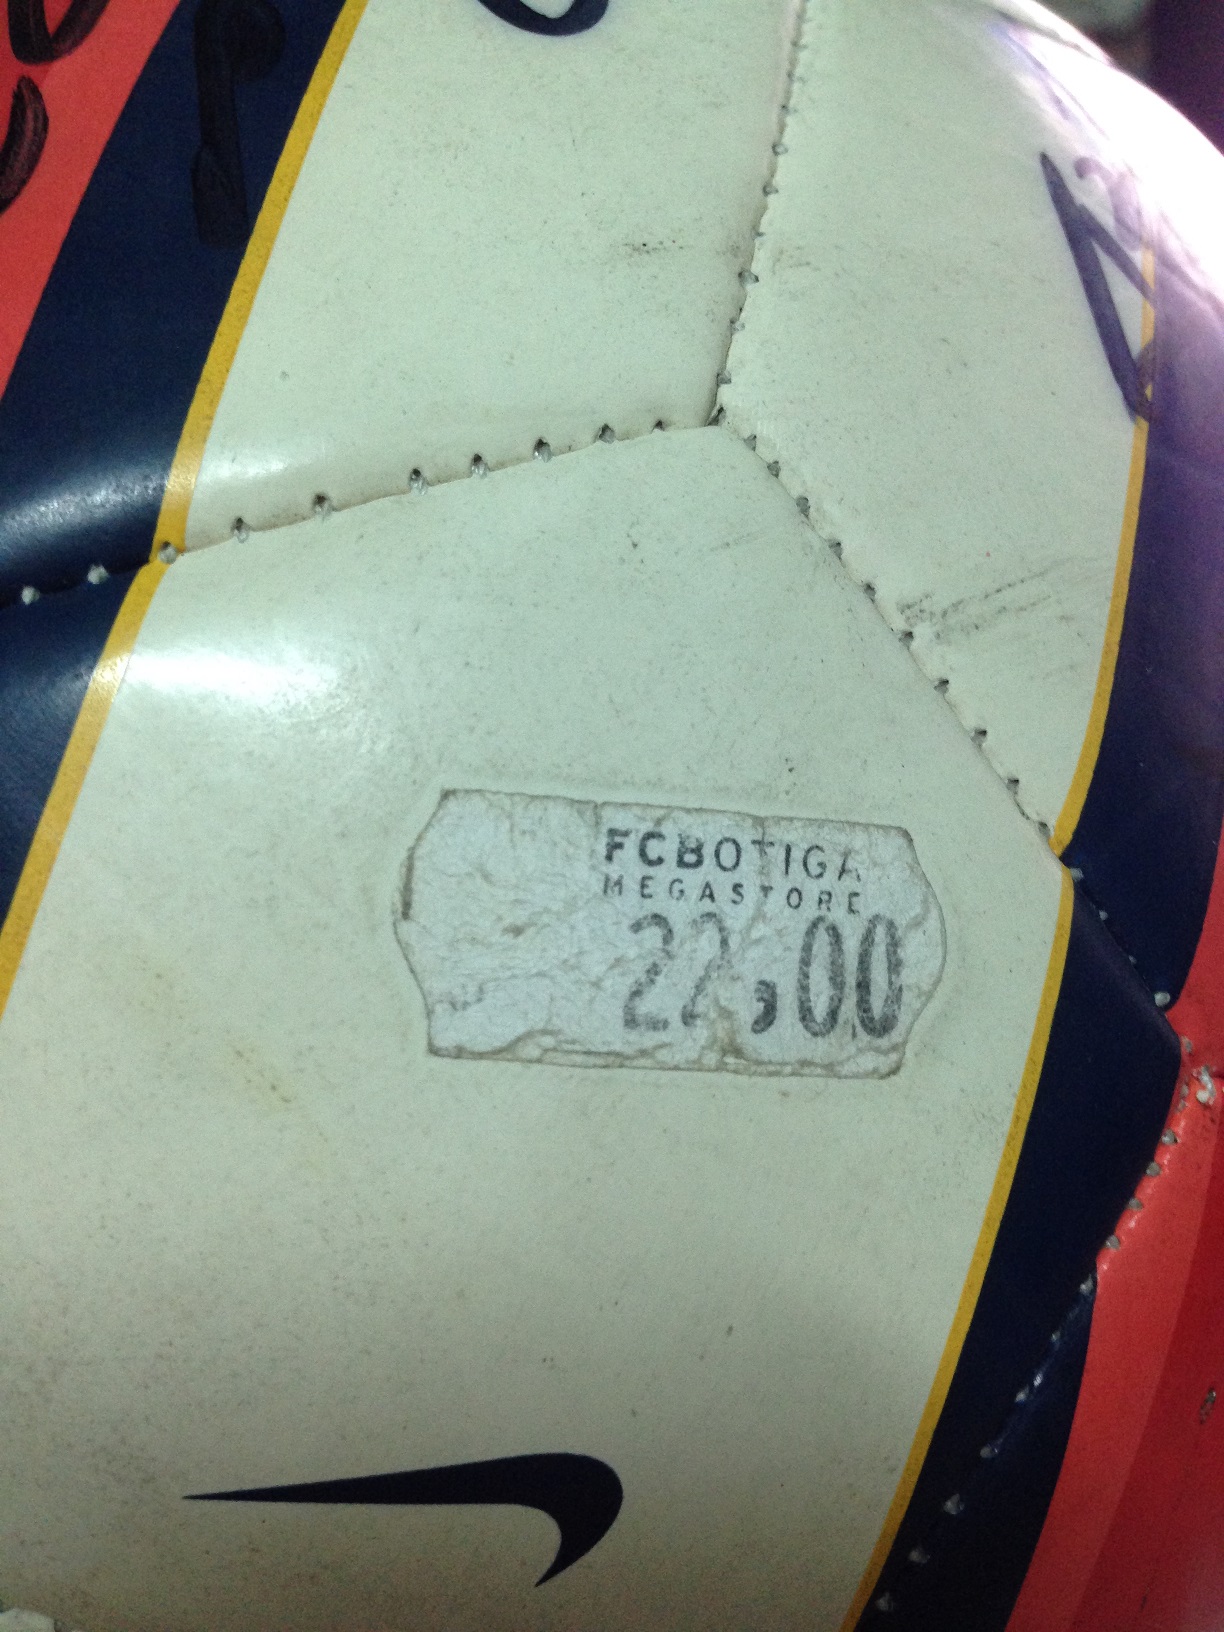 FCBOTIGA
MEGASTORE
22,00